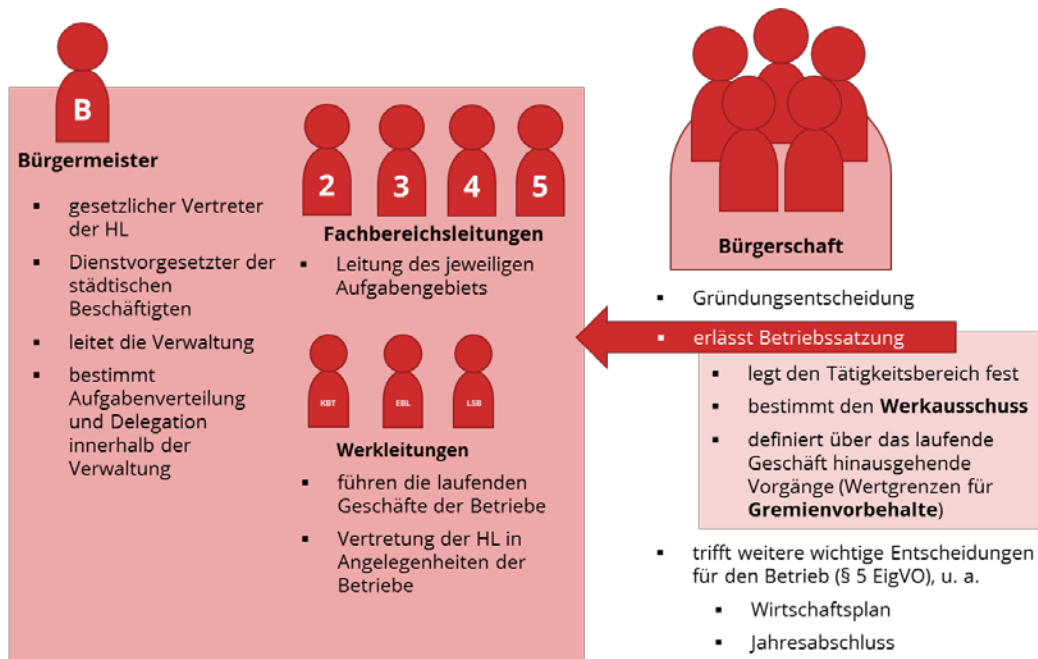 B
Bürgermeister
▪ gesetzlicher Vertreter
der HL
▪ Dienstvorgesetzter der
städtischen
Beschäftigten
▪ leitet die Verwaltung
▪ bestimmt
Aufgabenverteilung
und Delegation
innerhalb der
Verwaltung
2 3 4 5
Fachbereichsleitungen
▪ Leitung des jeweiligen
Aufgabengebiets
KBT EBL LSB
Werkleitungen
▪ führen die laufenden
Geschäfte der Betriebe
▪ Vertretung der HL in
Angelegenheiten der
Betriebe
Bürgerschaft
▪ Gründungsentscheidung
▪ erlässt Betriebssatzung
▪ legt den Tätigkeitsbereich fest
▪ bestimmt den Werkausschuss
▪ definiert über das laufende
Geschäft hinausgehende
Vorgänge (Wertgrenzen für
Gremienvorbehalte)
▪ trifft weitere wichtige Entscheidungen
für den Betrieb (§ 5 EigVO), u. a.
▪ Wirtschaftsplan
▪ Jahresabschluss